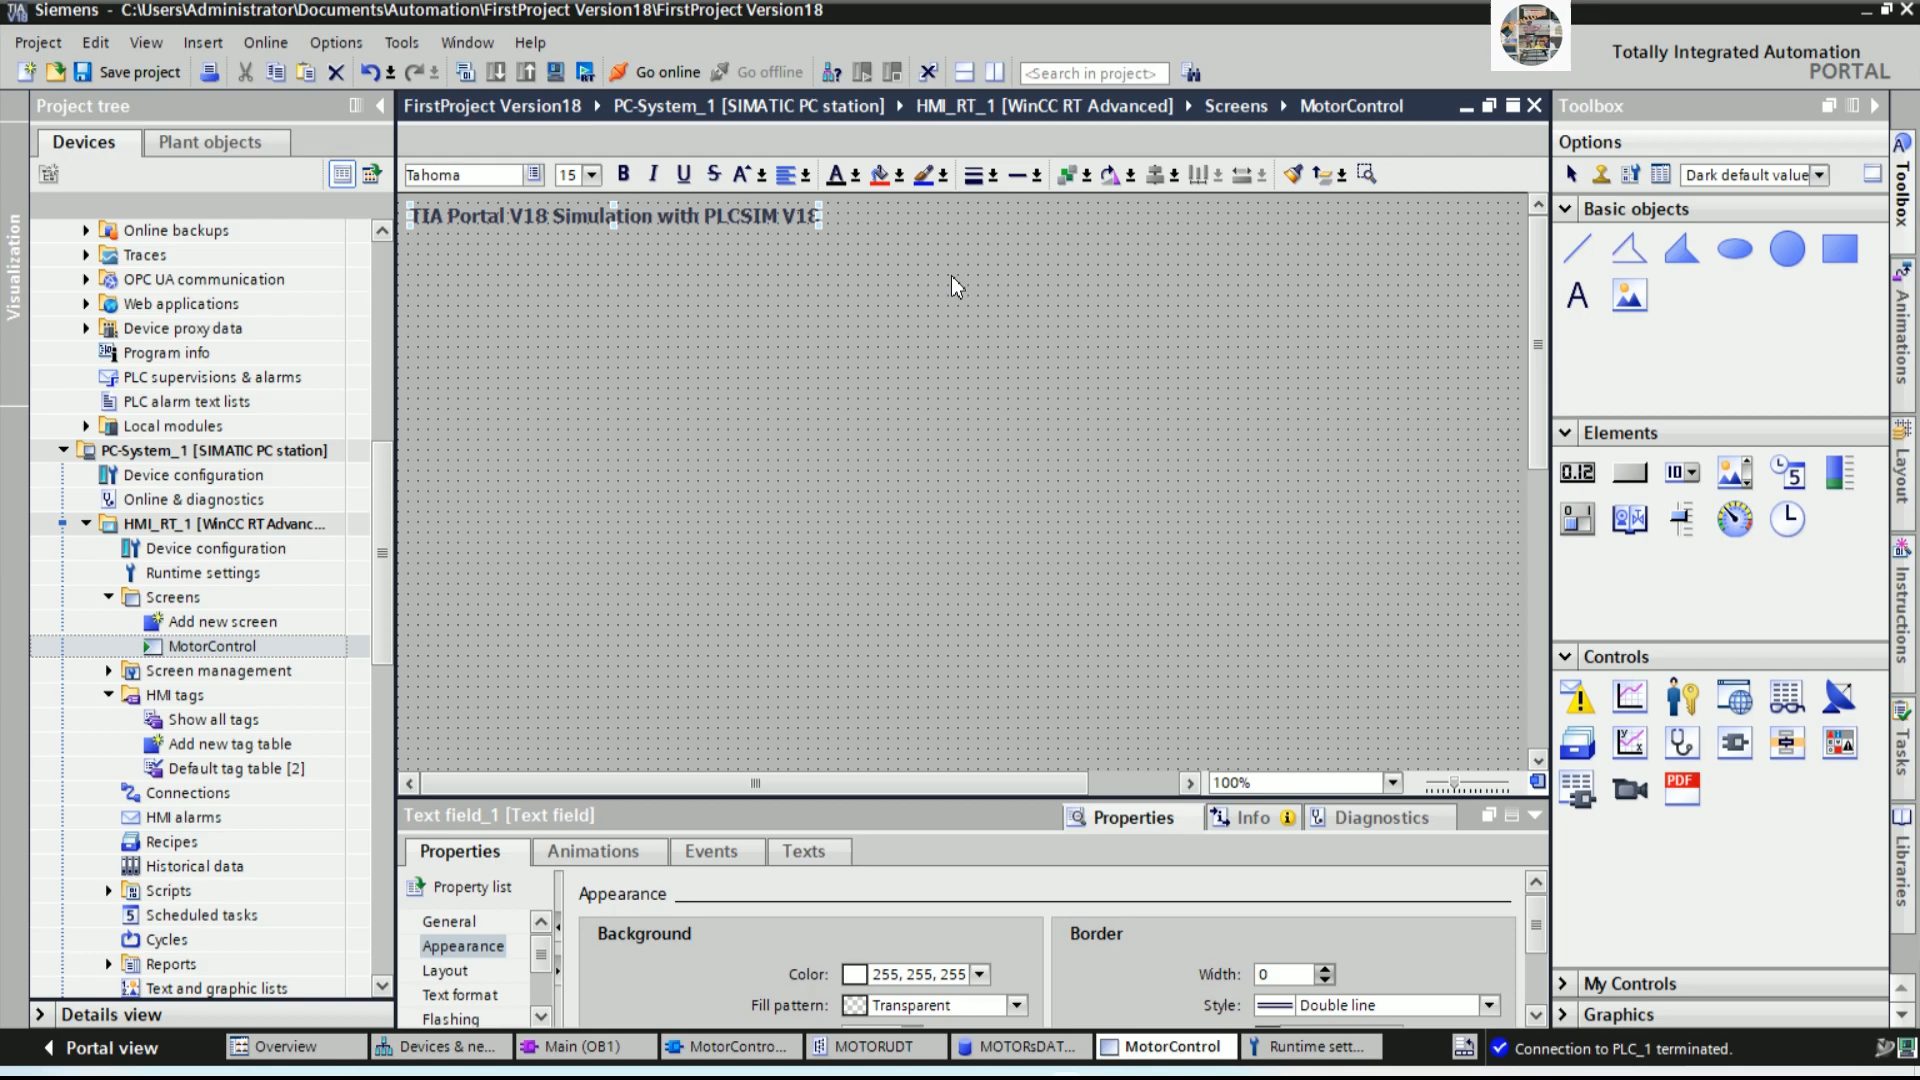 Siemens - C:\Users\Administrator\Documents\Automation\FirstProject Version18\FirstProject Version18
Project Edit View Insert Online Options Tools Window Help
Totally Integrated Automation
PORTAL
Save project
Go online
Go offline
<Search in project>
Project tree
FirstProject Version18 ‣ PC-System_1 [SIMATIC PC station] ‣ HMI_RT_1 [WinCC RT Advanced] ‣ Screens ‣ MotorControl
Toolbox
Devices
Plant objects
Options
Tahoma
15
B I U S A
Dark default value
TIA Portal V18 Simulation with PLCSIM V18
Basic objects
Visualization
Online backups
Traces
OPC UA communication
Web applications
Device proxy data
Program info
PLC supervisions & alarms
PLC alarm text lists
Local modules
PC-System_1 [SIMATIC PC station]
Device configuration
Online & diagnostics
HMI_RT_1 [WinCC RT Advanc...
Device configuration
Runtime settings
Screens
Add new screen
MotorControl
Screen management
HMI tags
Show all tags
Add new tag table
Default tag table [2]
Connections
HMI alarms
Recipes
Historical data
Scripts
Scheduled tasks
Cycles
Reports
Text and graphic lists
Details view
Elements
0.12
10
5
Controls
PDF
My Controls
Graphics
Toolbox
Animations
Layout
Instructions
Tasks
Libraries
100%
Text field_1 [Text field]
Properties
Info
Diagnostics
Properties
Animations
Events
Texts
Property list
General
Appearance
Layout
Text format
Flashing
Appearance
Background
Color: 255, 255, 255
Fill pattern: Transparent
Border
Width: 0
Style: Double line
Portal view
Overview
Devices & ne...
Main (OB1)
MotorContro...
MOTORUDT
MOTORsDAT...
MotorControl
Runtime sett...
Connection to PLC_1 terminated.